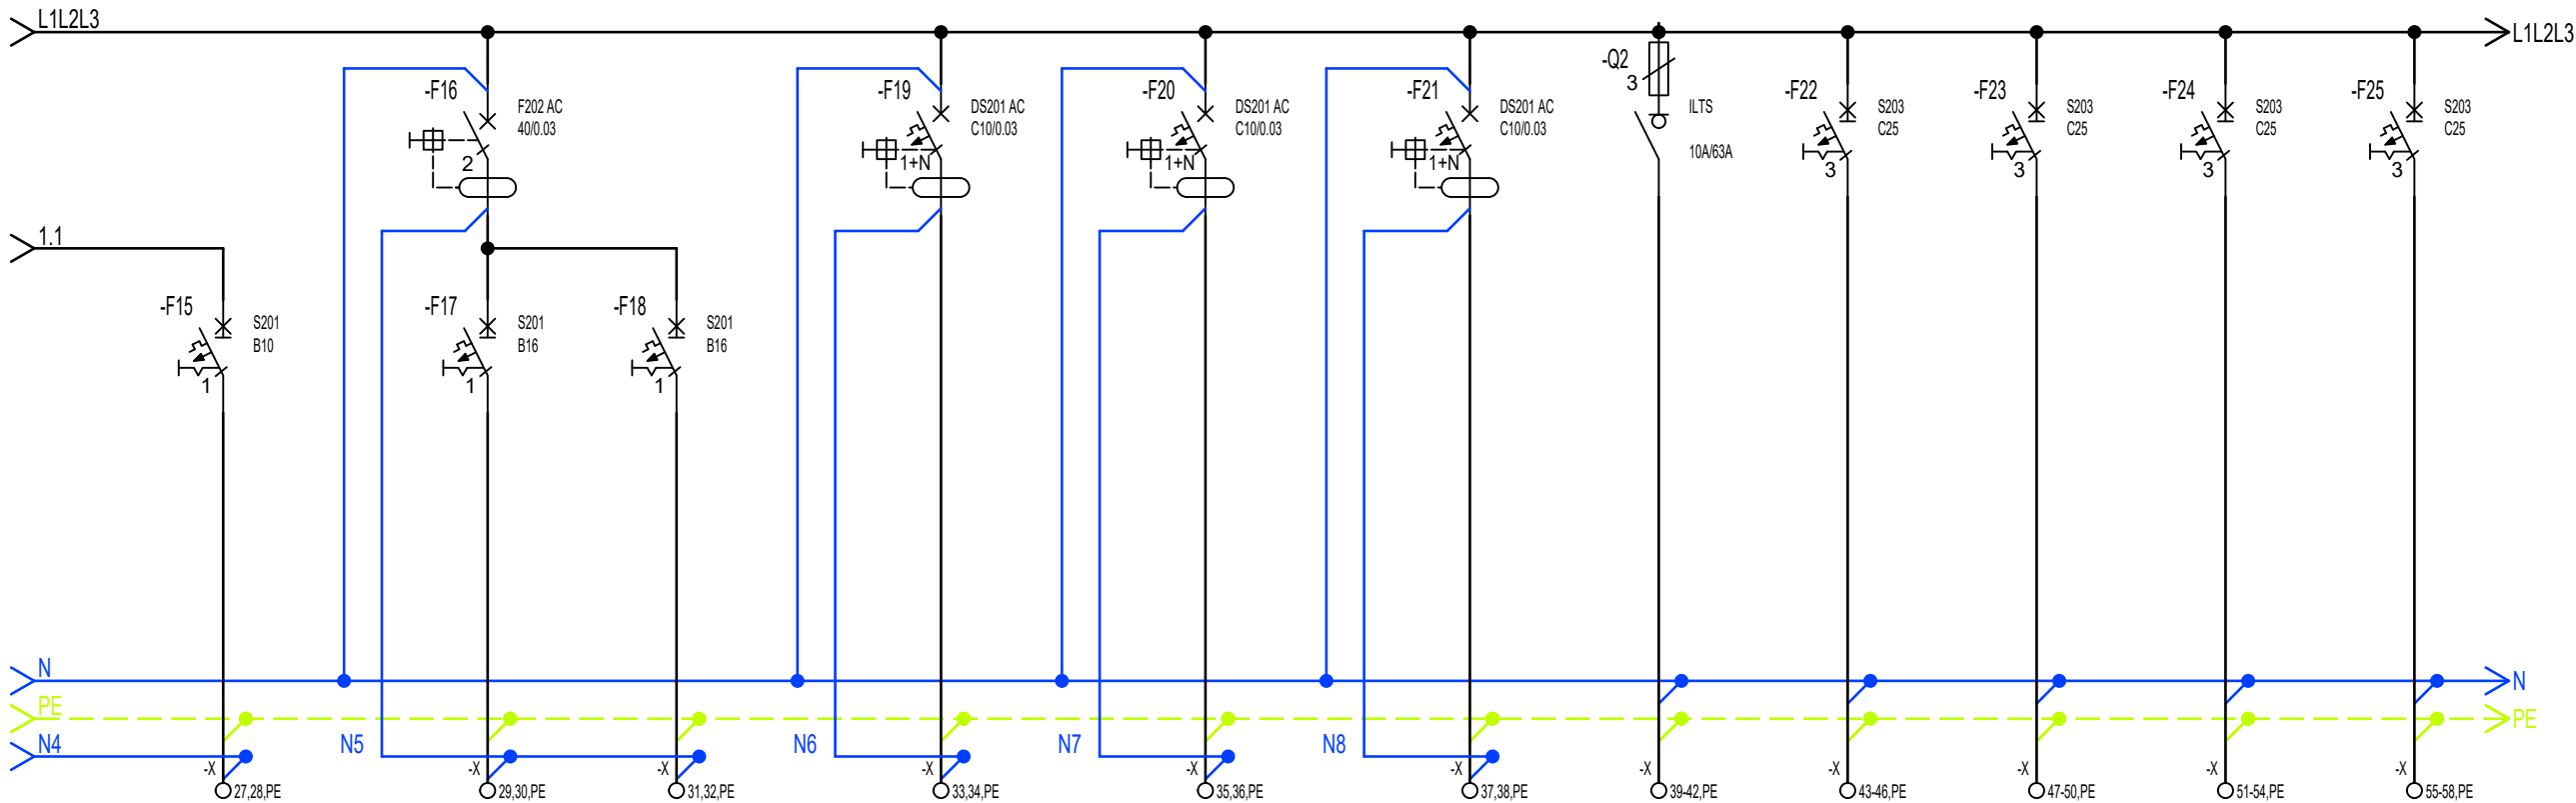 L1L2L3
L1L2L3
-F16
F202 AC
40/0.03
2
-F19
DS201 AC
C10/0.03
1+N
-F20
DS201 AC
C10/0.03
1+N
-F21
DS201 AC
C10/0.03
1+N
-Q2
3
ILTS
10A/63A
-F22
S203
C25
3
-F23
S203
C25
3
-F24
S203
C25
3
-F25
S203
C25
3
1.1
-F15
S201
B10
1
-F17
S201
B16
1
-F18
S201
B16
1
N
N
PE
PE
N4
N5
N6
N7
N8
-X
27,28,PE
-X
29,30,PE
-X
31,32,PE
-X
33,34,PE
-X
35,36,PE
-X
37,38,PE
-X
39-42,PE
-X
43-46,PE
-X
47-50,PE
-X
51-54,PE
-X
55-58,PE